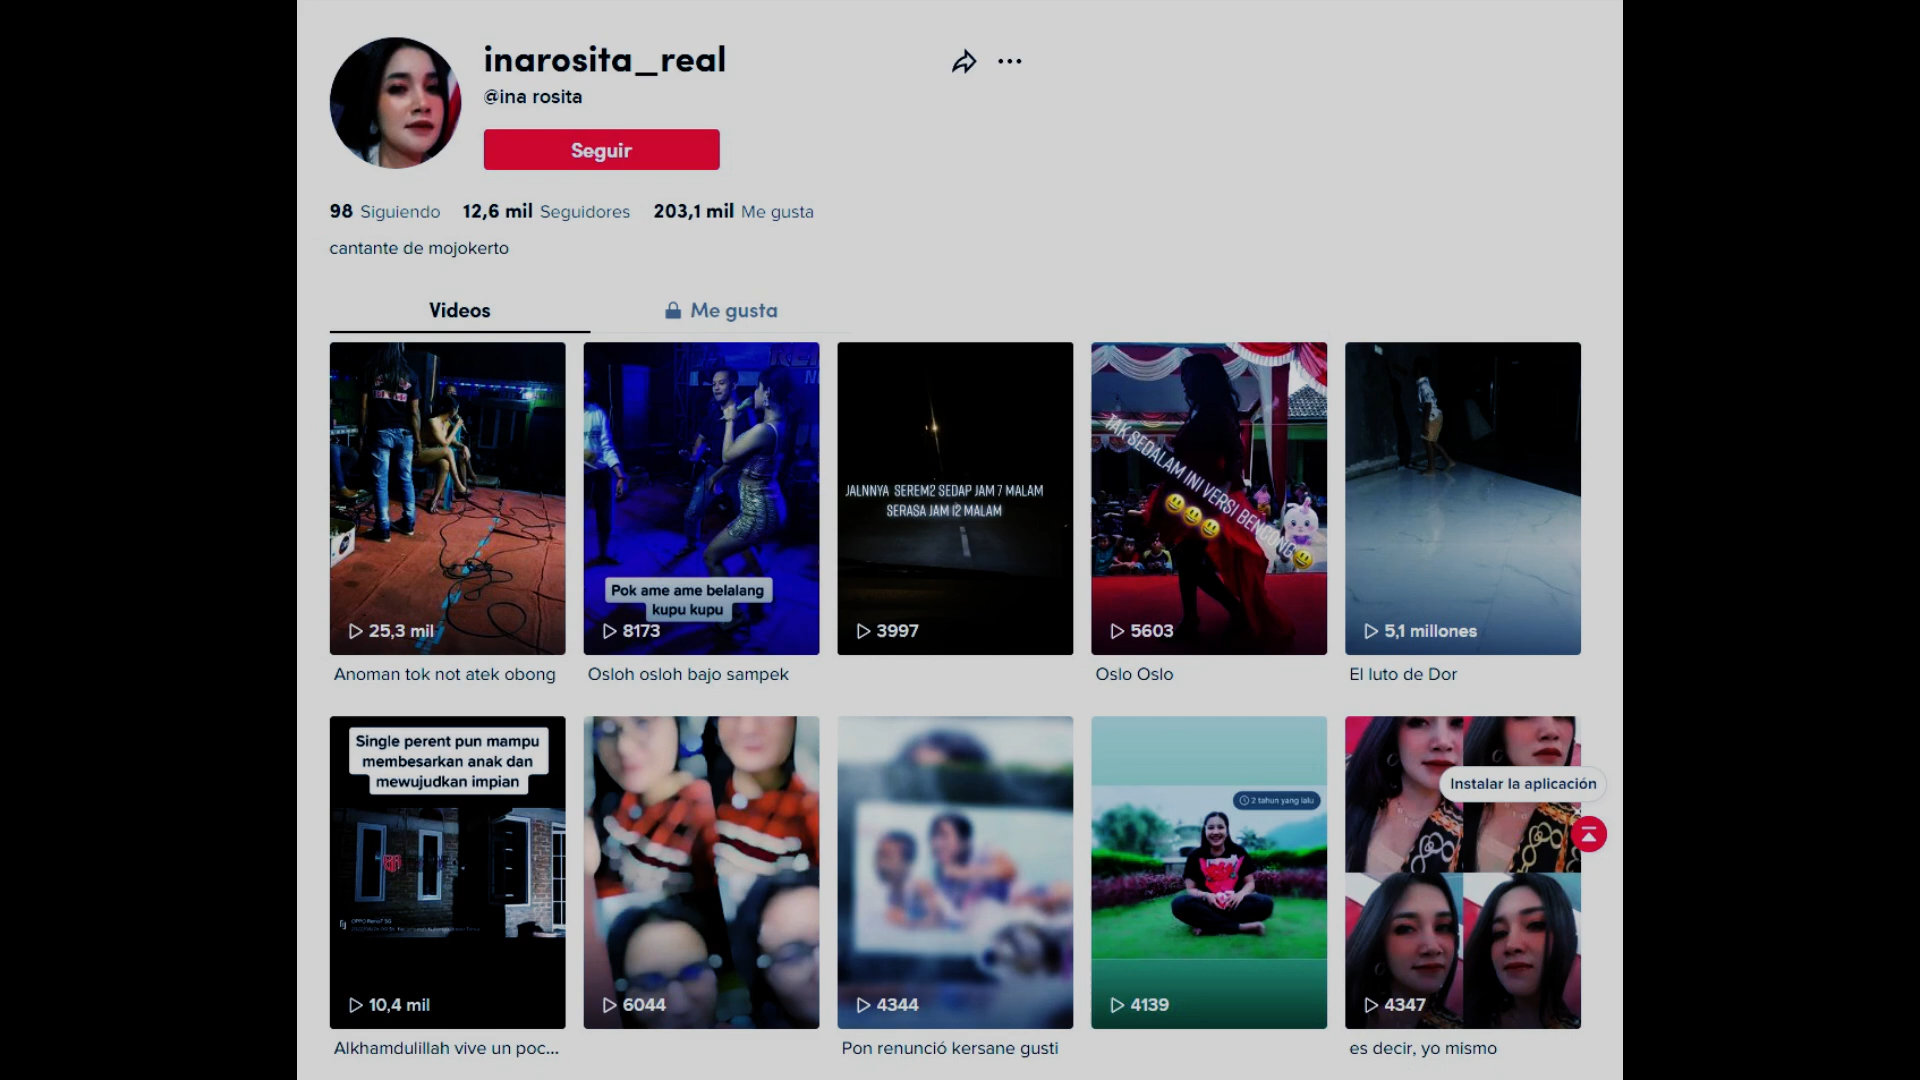 inarosita_real
@ina rosita
Seguir
98 Siguiendo 12,6 mil Seguidores 203,1 mil Me gusta
cantante de mojokerto
Videos
Me gusta
JALNNYA SEREM2 SEDAP JAM 7 MALAM
SERASA JAM 12 MALAM
TAK SEDALAM INI VERSI BENCONG
Pok ame ame belalang
kupu kupu
25,3 mil
8173
3997
5603
5,1 millones
Anoman tok not atek obong
Osloh osloh bajo sampek
Oslo Oslo
El luto de Dor
Single perent pun mampu
membesarkan anak dan
mewujudkan impian
2 tahun yang lalu
Instalar la aplicación
10,4 mil
6044
4344
4139
4347
Alkhamdulillah vive un poc...
Pon renunció kersane gusti
es decir, yo mismo